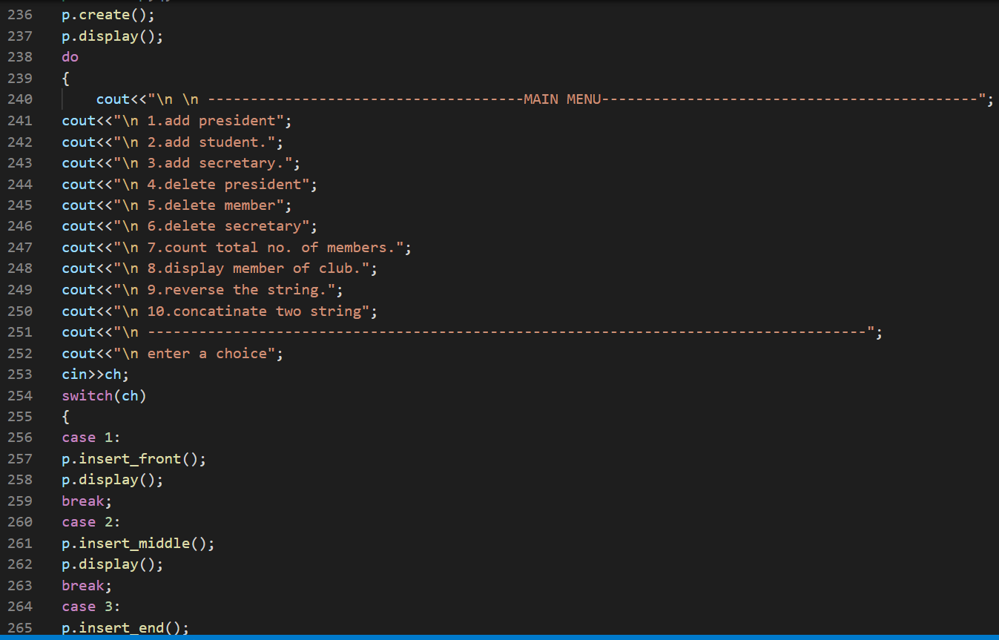 236 p.create();
237 p.display();
238 do
239 {
240 cout<<"\n \n -------------------------------------MAIN MENU--------------------------------------------";
241 cout<<"\n 1.add president";
242 cout<<"\n 2.add student.";
243 cout<<"\n 3.add secretary.";
244 cout<<"\n 4.delete president";
245 cout<<"\n 5.delete member";
246 cout<<"\n 6.delete secretary";
247 cout<<"\n 7.count total no. of members.";
248 cout<<"\n 8.display member of club.";
249 cout<<"\n 9.reverse the string.";
250 cout<<"\n 10.concatinate two string";
251 cout<<"\n ------------------------------------------------------------------------------------";
252 cout<<"\n enter a choice";
253 cin>>ch;
254 switch(ch)
255 {
256 case 1:
257 p.insert_front();
258 p.display();
259 break;
260 case 2:
261 p.insert_middle();
262 p.display();
263 break;
264 case 3:
265 p.insert_end();